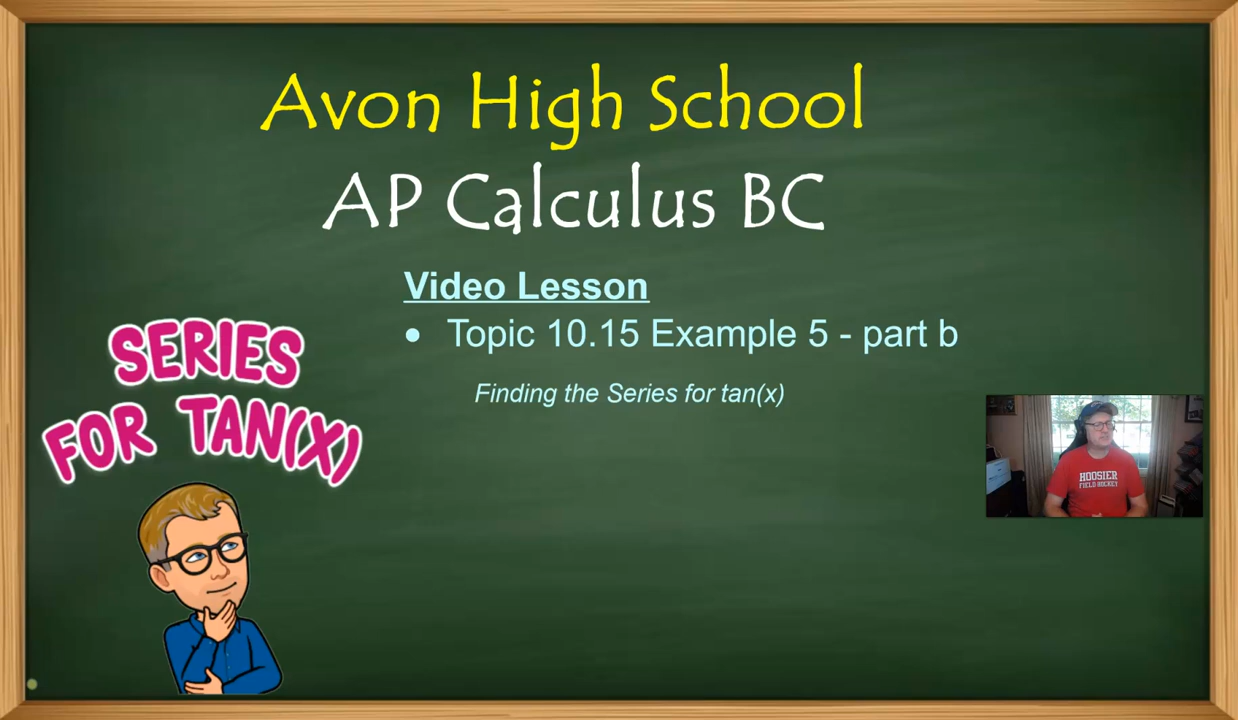 Avon High School
AP Calculus BC
Video Lesson
• Topic 10.15 Example 5 - part b
Finding the Series for tan(x)
SERIES
FOR TAN(X)
HOOSIER
FIELD HOCKEY